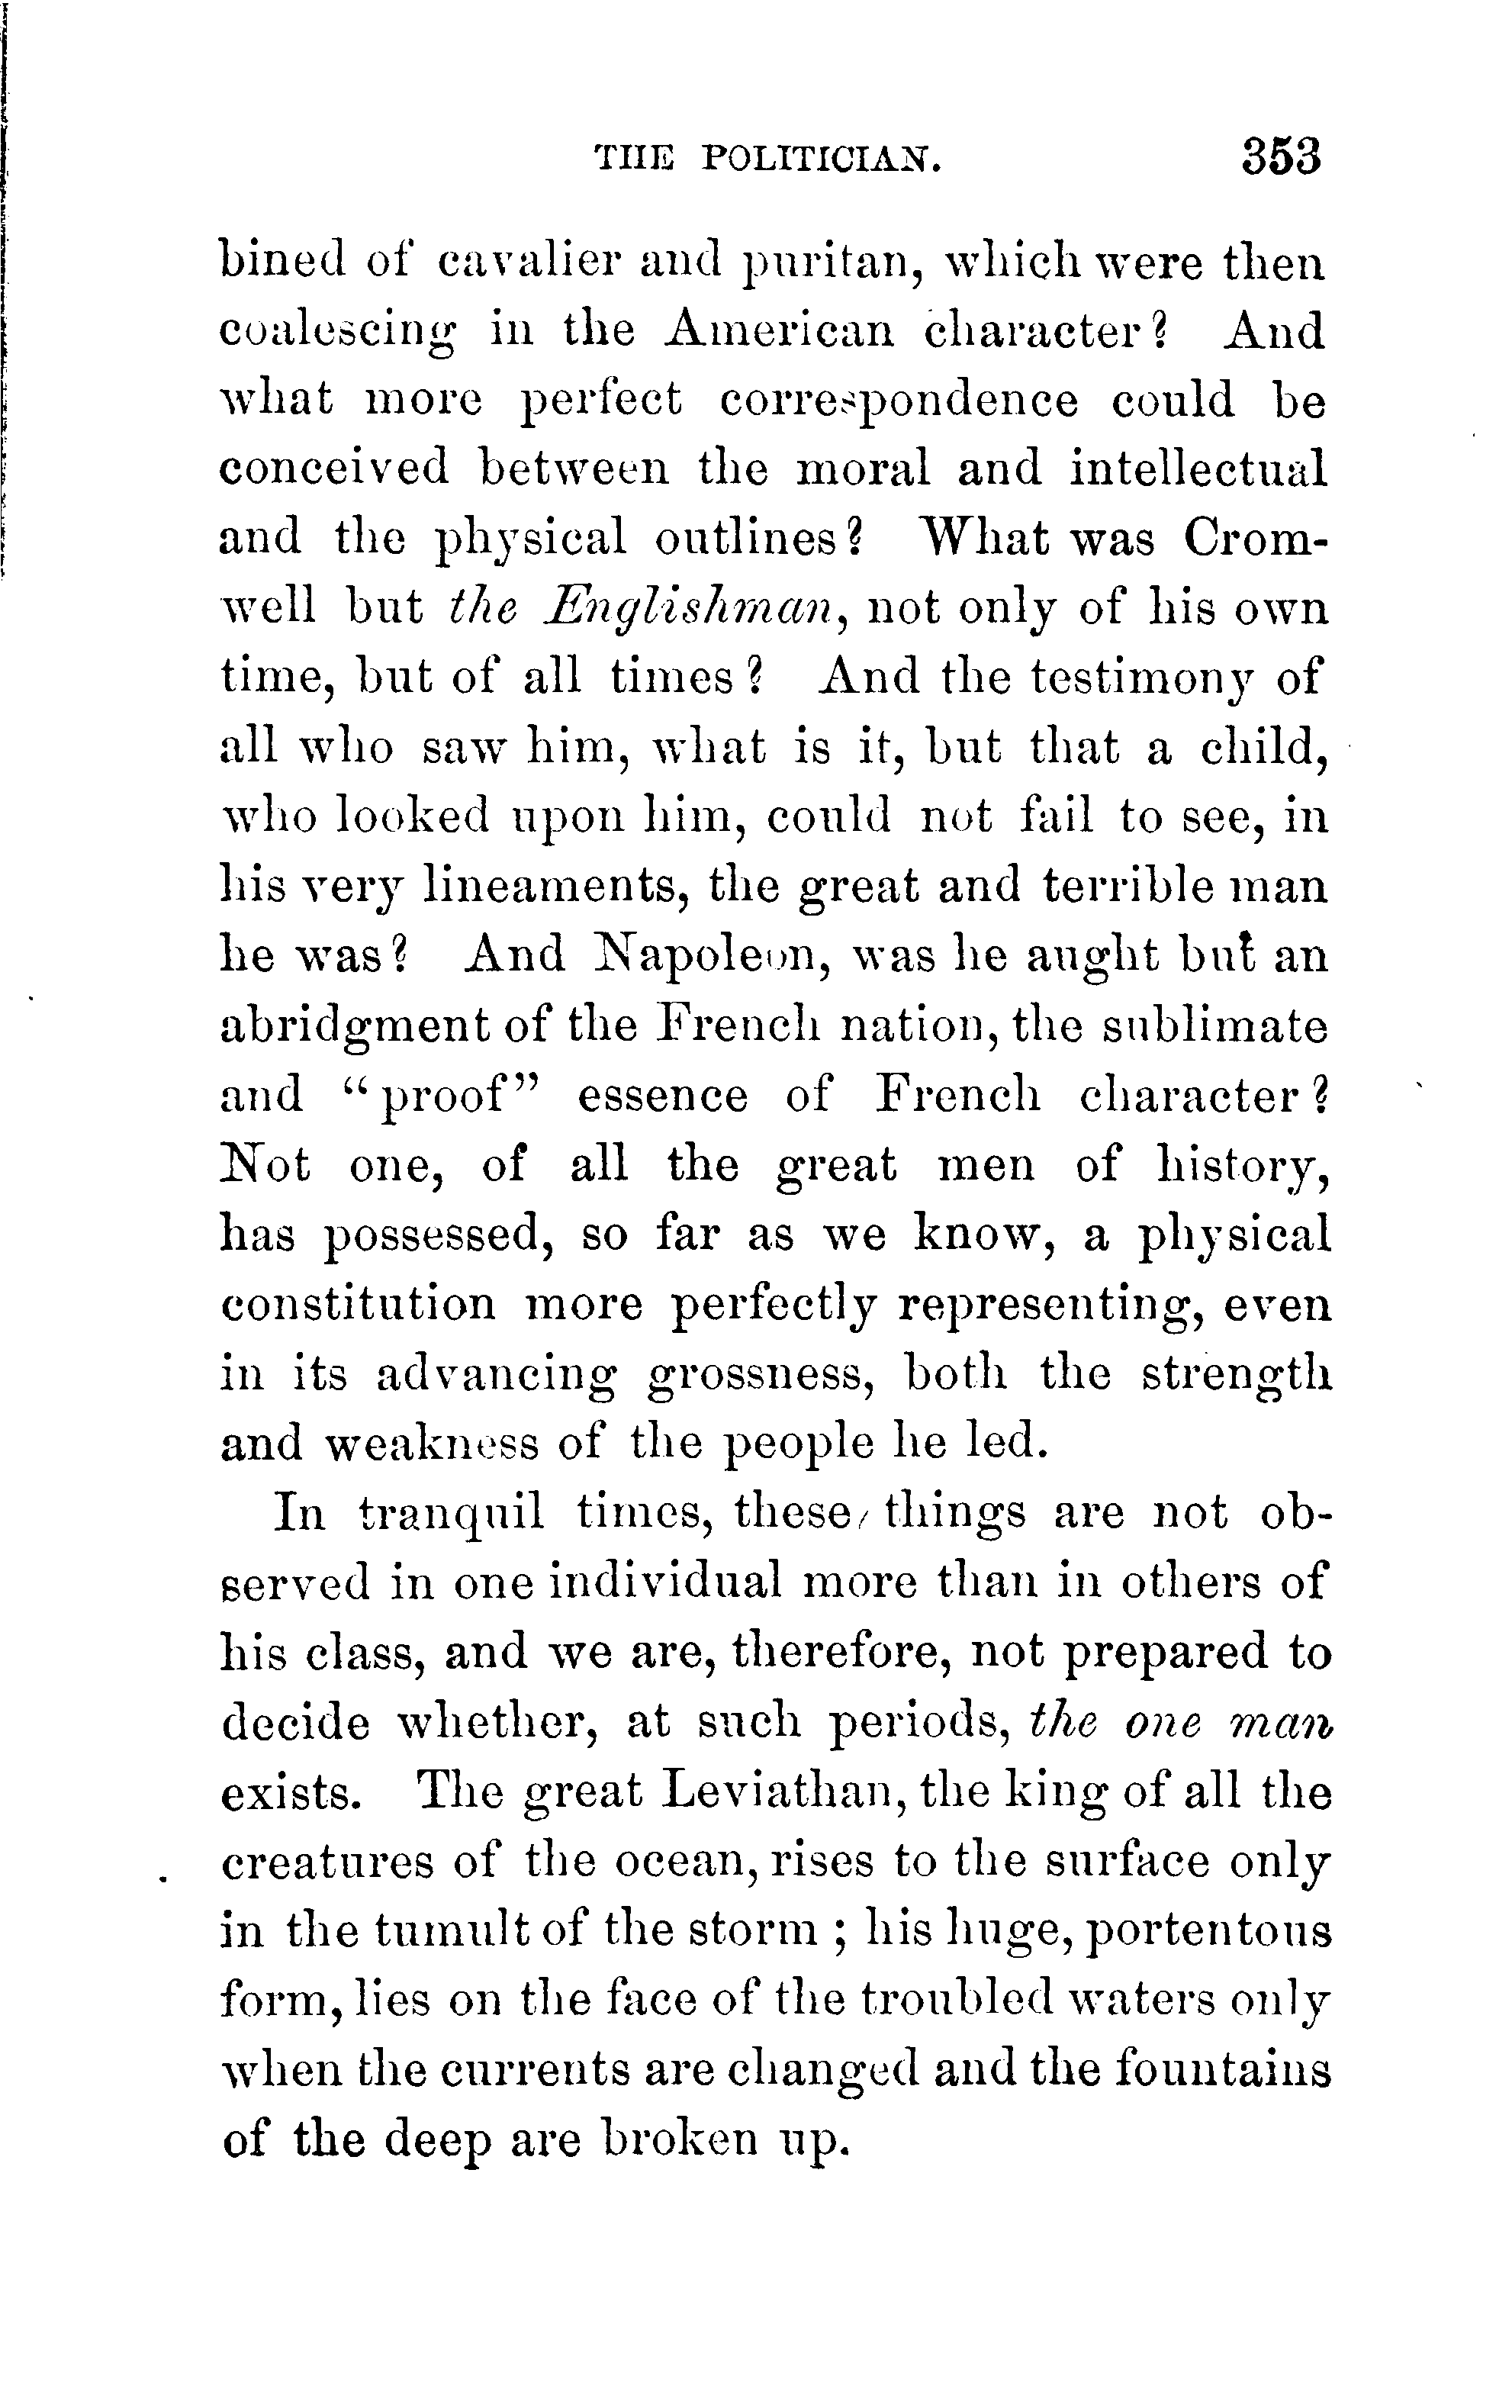 THE POLITICIAN. 353
bined of cavalier and puritan, which were then
coalescing in the American character? And
what more perfect correspondence could be
conceived between the moral and intellectual
and the physical outlines? What was Crom-
well but the Englishman, not only of his own
time, but of all times? And the testimony of
all who saw him, what is it, but that a child,
who looked upon him, could not fail to see, in
his very lineaments, the great and terrible man
he was? And Napoleon, was he aught but an
abridgment of the French nation, the sublimate
and "proof" essence of French character?
Not one, of all the great men of history,
has possessed, so far as we know, a physical
constitution more perfectly representing, even
in its advancing grossness, both the strength
and weakness of the people he led.
In tranquil times, these things are not ob-
served in one individual more than in others of
his class, and we are, therefore, not prepared to
decide whether, at such periods, the one man
exists. The great Leviathan, the king of all the
creatures of the ocean, rises to the surface only
in the tumult of the storm ; his huge, portentous
form, lies on the face of the troubled waters only
when the currents are changed and the fountains
of the deep are broken up.